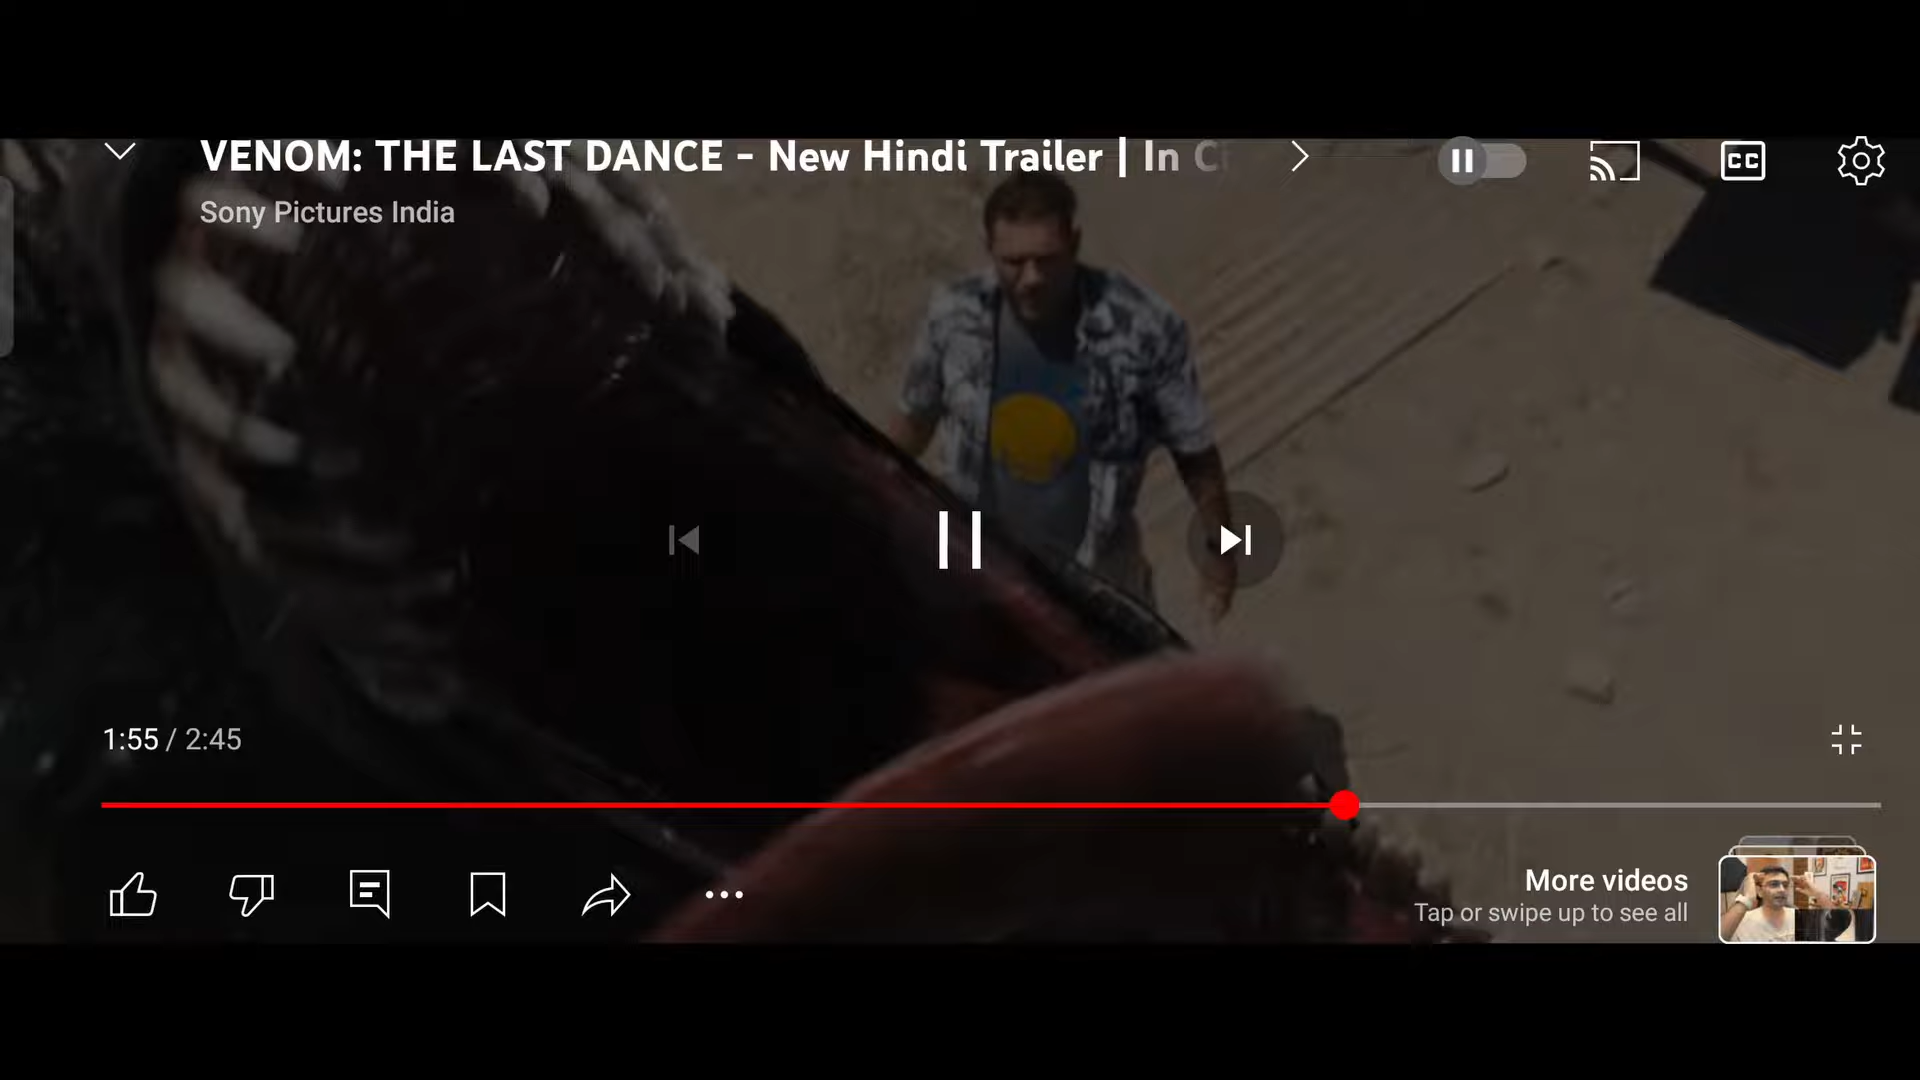 VENOM: THE LAST DANCE - New Hindi Trailer | In C
Sony Pictures India
CC
1:55 / 2:45
More videos
Tap or swipe up to see all